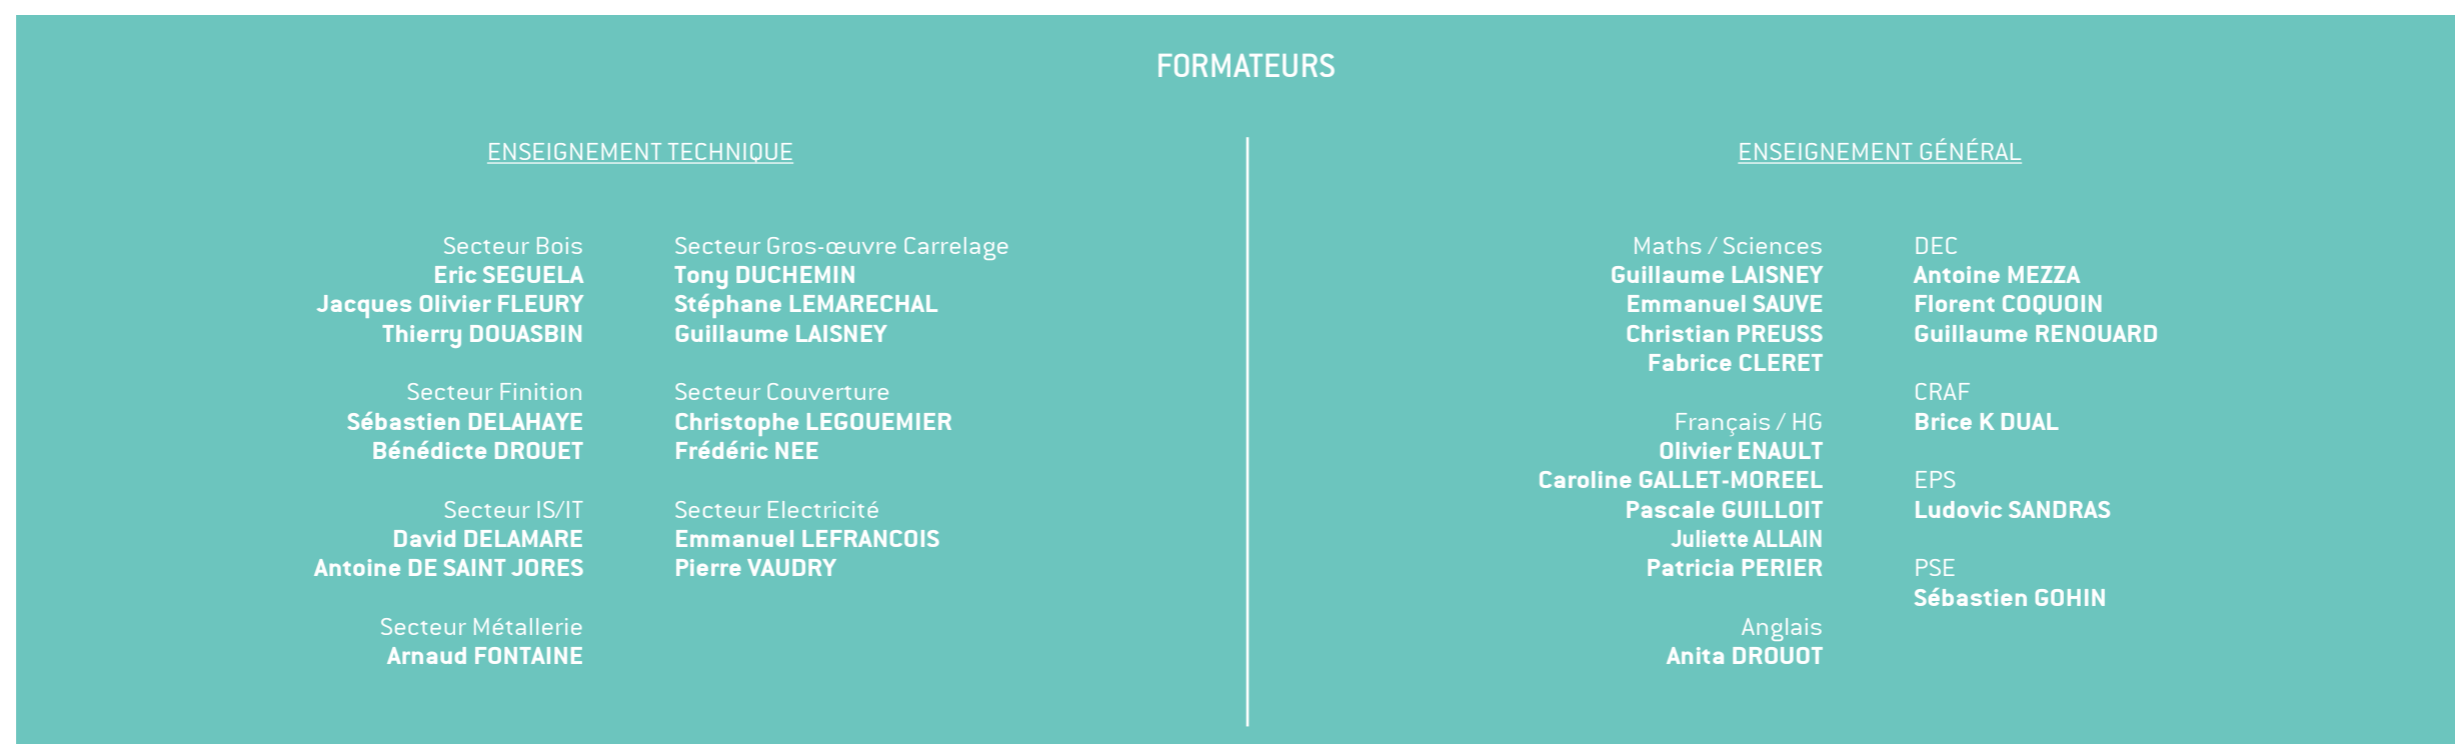 FORMATEURS
ENSEIGNEMENT TECHNIQUE
Secteur Bois
Eric SEGUELA
Jacques Olivier FLEURY
Thierry DOUASBIN
Secteur Finition
Sébastien DELAHAYE
Bénédicte DROUET
Secteur IS/IT
David DELAMARE
Antoine DE SAINT JORES
Secteur Métallerie
Arnaud FONTAINE
Secteur Gros-œuvre Carrelage
Tony DUCHEMIN
Stéphane LEMARECHAL
Guillaume LAISNEY
Secteur Couverture
Christophe LEGOUEMIER
Frédéric NEE
Secteur Electricité
Emmanuel LEFRANCOIS
Pierre VAUDRY
ENSEIGNEMENT GÉNÉRAL
Maths / Sciences
Guillaume LAISNEY
Emmanuel SAUVE
Christian PREUSS
Fabrice CLERET
Français / HG
Olivier ENAULT
Caroline GALLET-MOREEL
Pascale GUILLOIT
Juliette ALLAIN
Patricia PERIER
Anglais
Anita DROUOT
DEC
Antoine MEZZA
Florent COQUOIN
Guillaume RENOUARD
CRAF
Brice K DUAL
EPS
Ludovic SANDRAS
PSE
Sébastien GOHIN